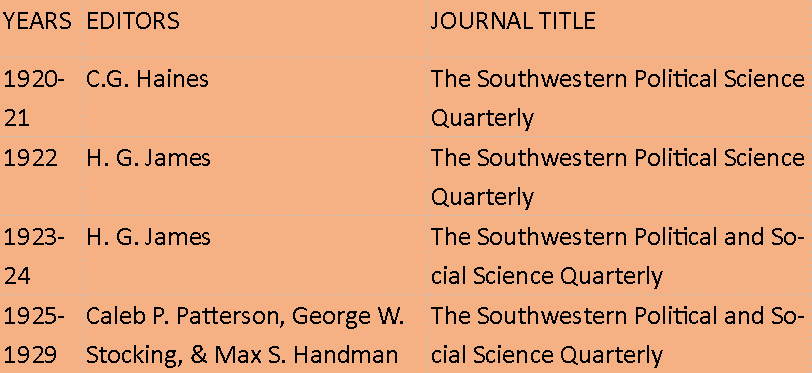 YEARS EDITORS JOURNAL TITLE
1920- C.G. Haines The Southwestern Political Science
21 Quarterly
1922 H. G. James The Southwestern Political Science
Quarterly
1923- H. G. James The Southwestern Political and So-
24 cial Science Quarterly
1925- Caleb P. Patterson, George W. The Southwestern Political and So-
1929 Stocking, & Max S. Handman cial Science Quarterly